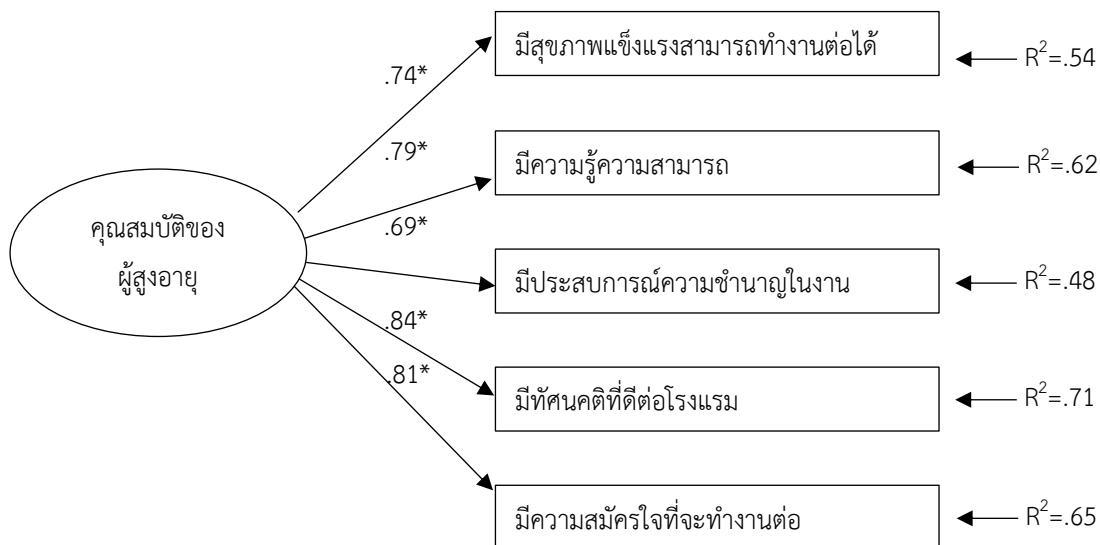 มีสุขภาพแข็งแรงสามารถทำงานต่อได้
R²=.54
.74*
.79*
มีความรู้ความสามารถ
R²=.62
.69*
คุณสมบัติของ
ผู้สูงอายุ
มีประสบการณ์ความชำนาญในงาน
R²=.48
.84*
.81*
มีทัศนคติที่ดีต่อโรงแรม
R²=.71
มีความสมัครใจที่จะทำงานต่อ
R²=.65